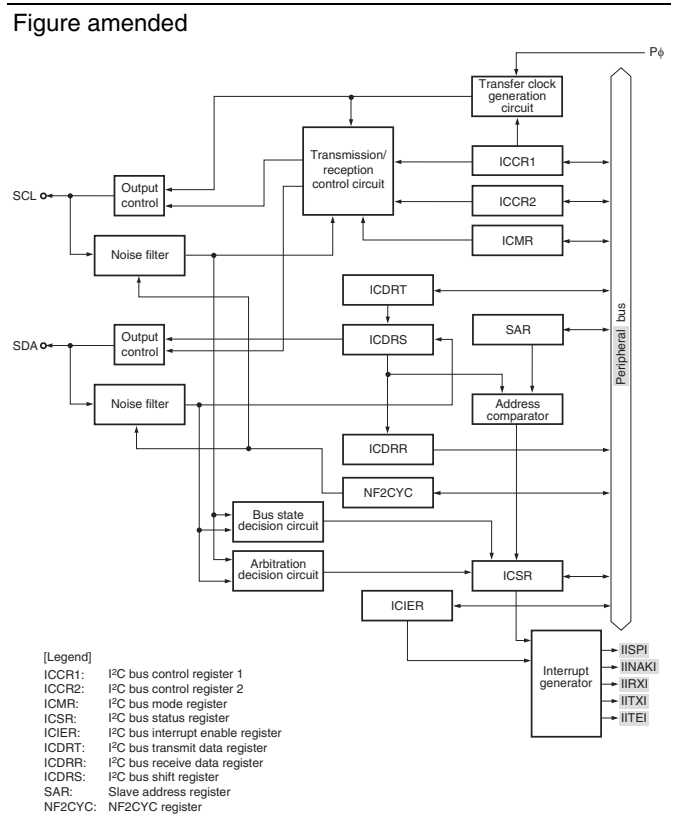 Figure amended
Pϕ
Transfer clock
generation
circuit
Transmission/
reception
control circuit
ICCR1
SCL
Output
control
ICCR2
Noise filter
ICMR
ICDRT
Peripheral bus
SDA
Output
control
ICDRS
SAR
Noise filter
Address
comparator
ICDRR
NF2CYC
Bus state
decision circuit
Arbitration
decision circuit
ICSR
ICIER
Interrupt
generator
IISPI
IINAKI
IIRXI
IITXI
IITEI
[Legend]
ICCR1: I²C bus control register 1
ICCR2: I²C bus control register 2
ICMR: I²C bus mode register
ICSR: I²C bus status register
ICIER: I²C bus interrupt enable register
ICDRT: I²C bus transmit data register
ICDRR: I²C bus receive data register
ICDRS: I²C bus shift register
SAR: Slave address register
NF2CYC: NF2CYC register